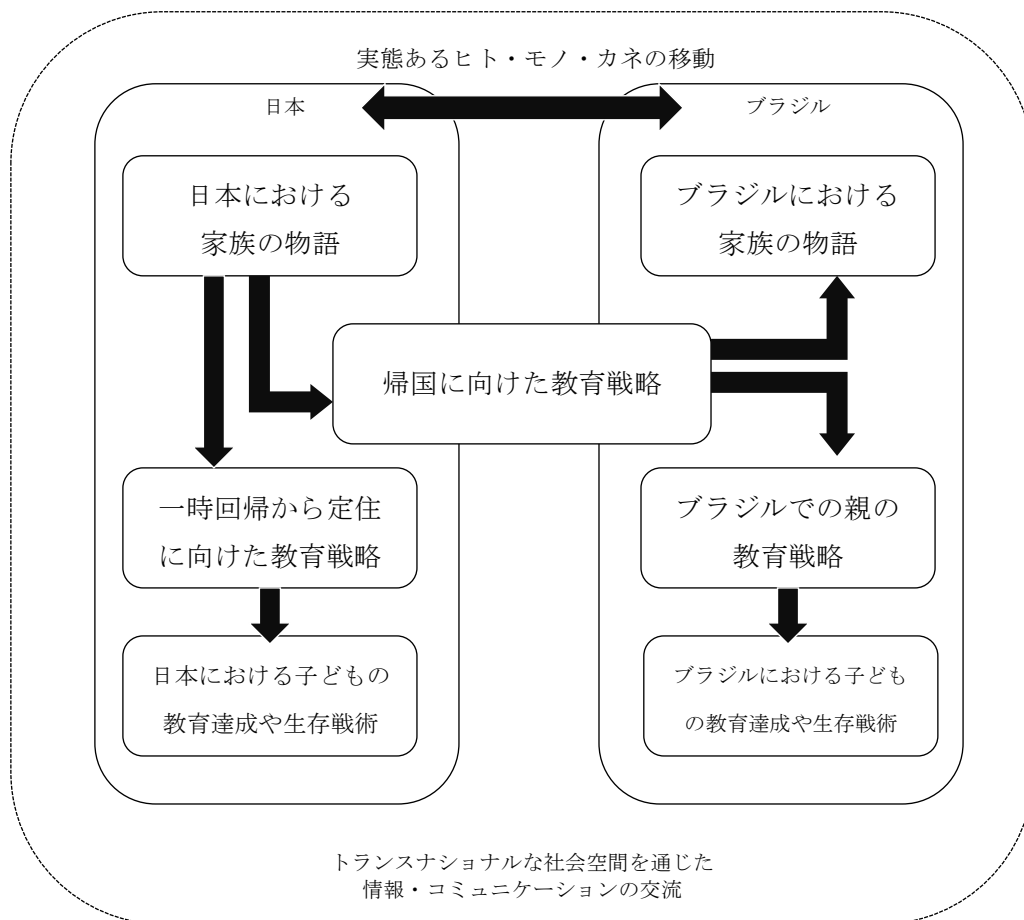 実態あるヒト・モノ・カネの移動
日本
ブラジル
日本における
家族の物語
ブラジルにおける
家族の物語
帰国に向けた教育戦略
一時回帰から定住
に向けた教育戦略
ブラジルでの親の
教育戦略
日本における子どもの
教育達成や生存戦術
ブラジルにおける子ども
の教育達成や生存戦術
トランスナショナルな社会空間を通じた
情報・コミュニケーションの交流